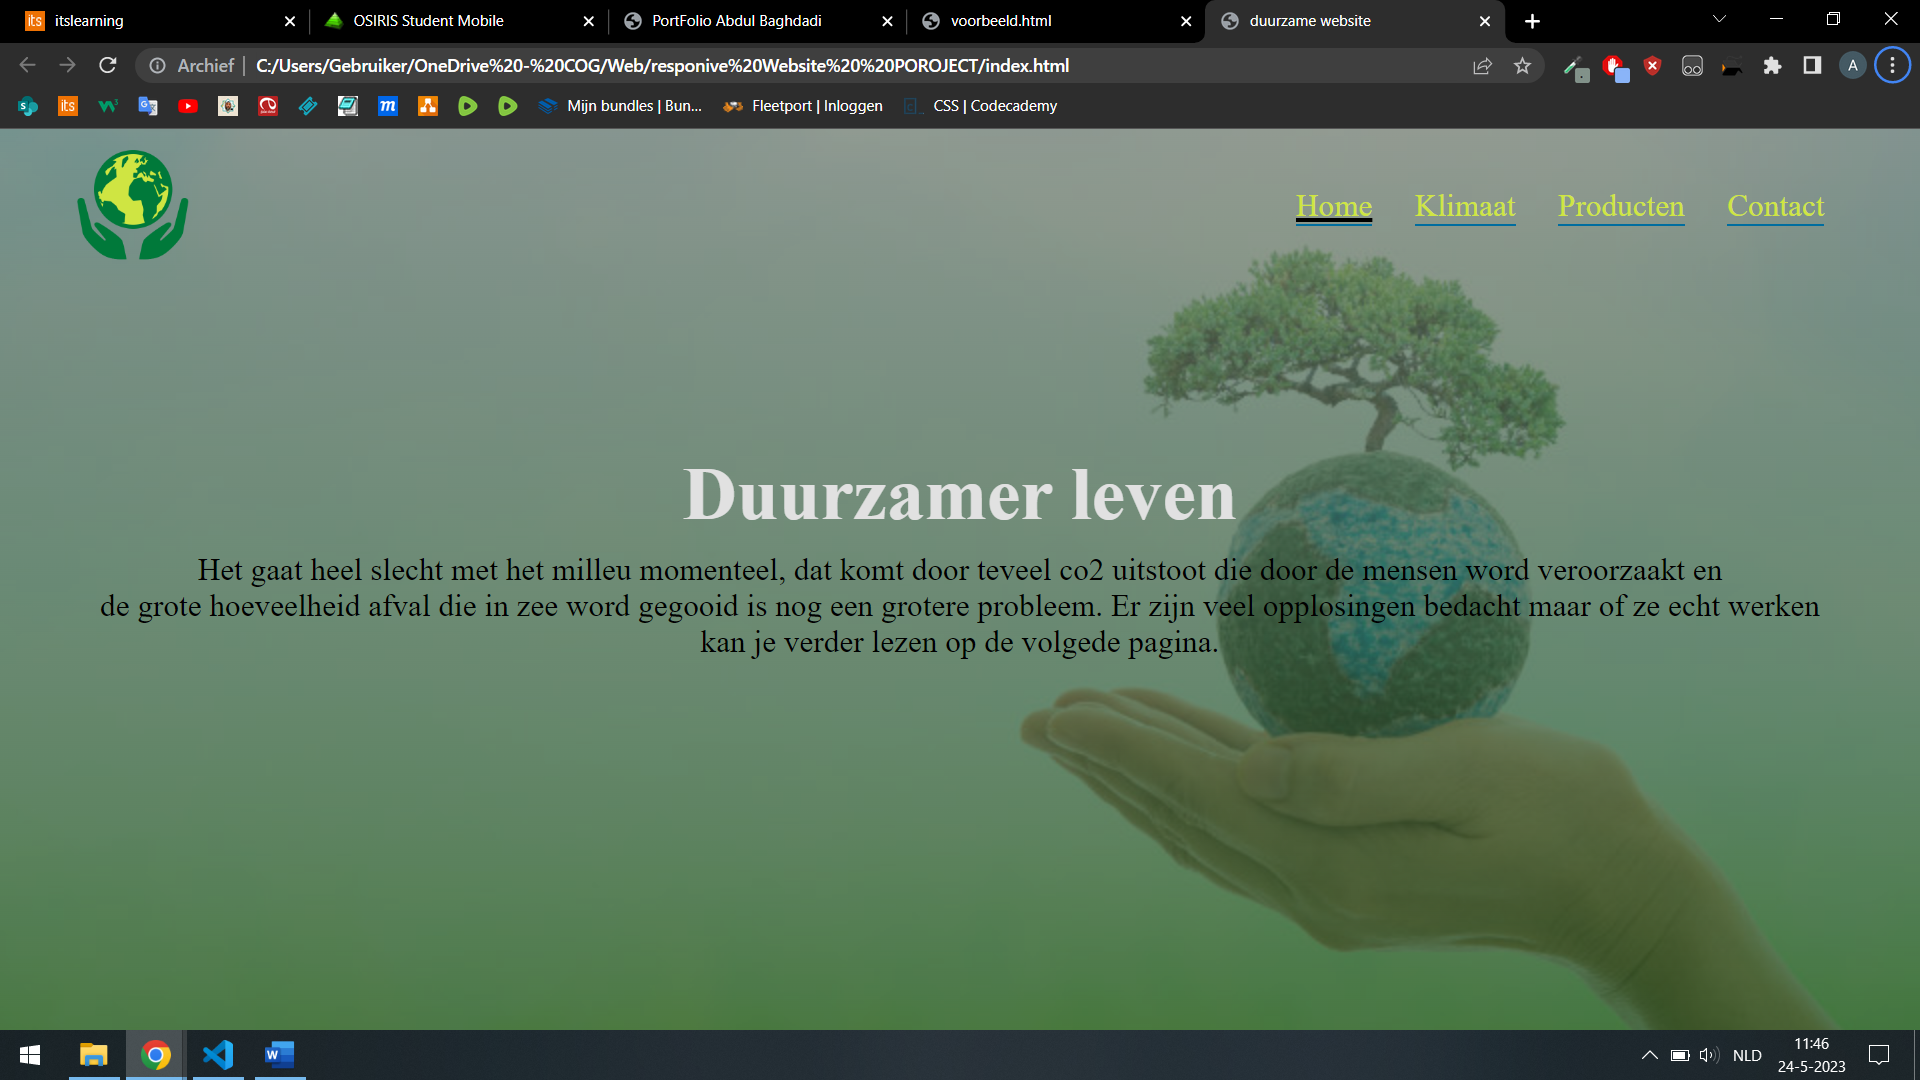 itslearning
OSIRIS Student Mobile
PortFolio Abdul Baghdadi
voorbeeld.html
duurzame website
Archief | C:/Users/Gebruiker/OneDrive%20-%20COG/Web/responive%20Website%20%20POROJECT/index.html
A
its
Mijn bundles | Bun...
Fleetport | Inloggen
CSS | Codecademy
Home
Klimaat
Producten
Contact
Duurzamer leven
Het gaat heel slecht met het milleu momenteel, dat komt door teveel co2 uitstoot die door de mensen word veroorzaakt en
de grote hoeveelheid afval die in zee word gegooid is nog een grotere probleem. Er zijn veel opplosingen bedacht maar of ze echt werken
kan je verder lezen op de volgede pagina.
NLD
11:46
24-5-2023